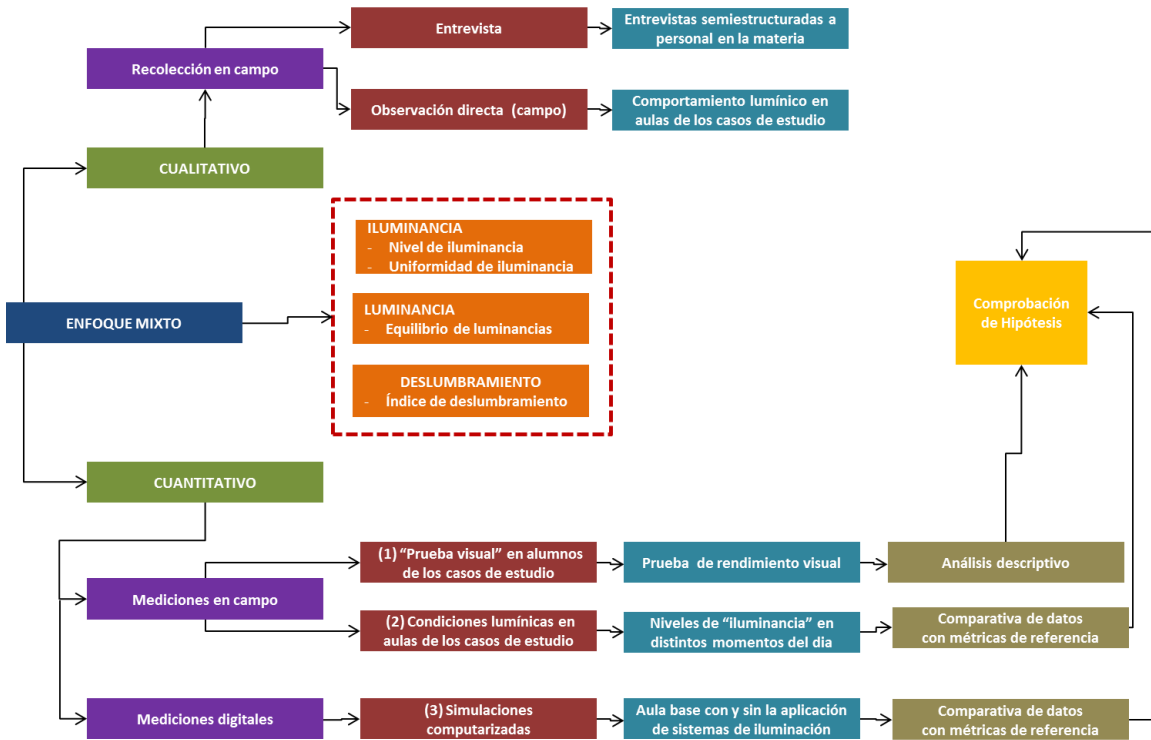 Entrevista
Entrevistas semiestructuradas a
personal en la materia
Recolección en campo
Observación directa (campo)
Comportamiento lumínico en
aulas de los casos de estudio
CUALITATIVO
ILUMINANCIA
- Nivel de iluminancia
- Uniformidad de iluminancia
LUMINANCIA
- Equilibrio de luminancias
DESLUMBRAMIENTO
- Índice de deslumbramiento
ENFOQUE MIXTO
Comprobación
de Hipótesis
CUANTITATIVO
(1) “Prueba visual” en alumnos
de los casos de estudio
Prueba de rendimiento visual
Análisis descriptivo
Mediciones en campo
(2) Condiciones lumínicas en
aulas de los casos de estudio
Niveles de “iluminancia” en
distintos momentos del dia
Comparativa de datos
con métricas de referencia
Mediciones digitales
(3) Simulaciones
computarizadas
Aula base con y sin la aplicación
de sistemas de iluminación
Comparativa de datos
con métricas de referencia